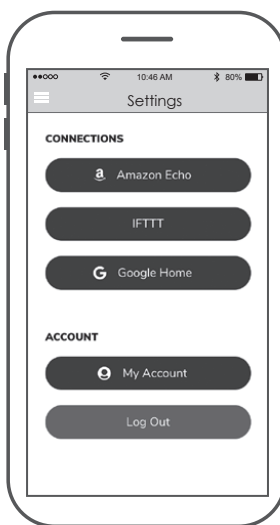 10:46 AM 80%
Settings
CONNECTIONS
a Amazon Echo
IFTTT
G Google Home
ACCOUNT
My Account
Log Out